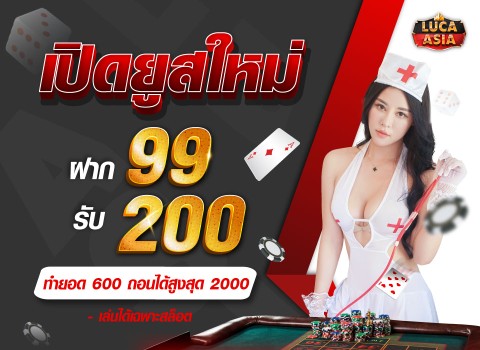 LUCA
ASIA
เปิดยูสใหม่
ฝาก 99
รับ 200
ทำยอด 600 ถอนได้สูงสุด 2000
- เล่นได้เฉพาะสล็อต